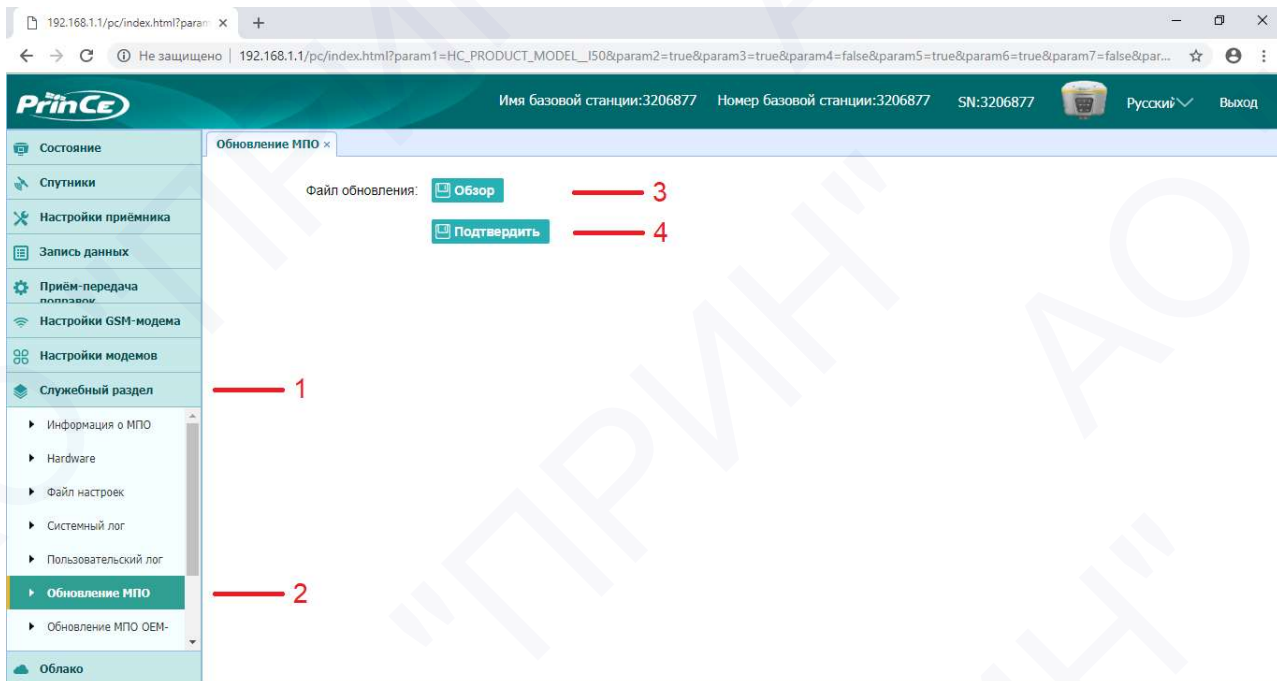 192.168.1.1/pc/index.html?param
Не защищено | 192.168.1.1/pc/index.html?param1=HC_PRODUCT_MODEL__I50&param2=true&param3=true&param4=false&param5=true&param6=true&param7=false&par...
PrinCe
Имя базовой станции:3206877 Номер базовой станции:3206877 SN:3206877 Русский Выход
Состояние
Обновление МПО ×
Спутники
Файл обновления: Обзор 3
Настройки приёмника
Подтвердить 4
Запись данных
Приём-передача
поправок
Настройки GSM-модема
Настройки модемов
Служебный раздел 1
Информация о МПО
Hardware
Файл настроек
Системный лог
Пользовательский лог
Обновление МПО 2
Обновление МПО OEM-
Облако
АО "ПРИН"
АО
"ПРИН"